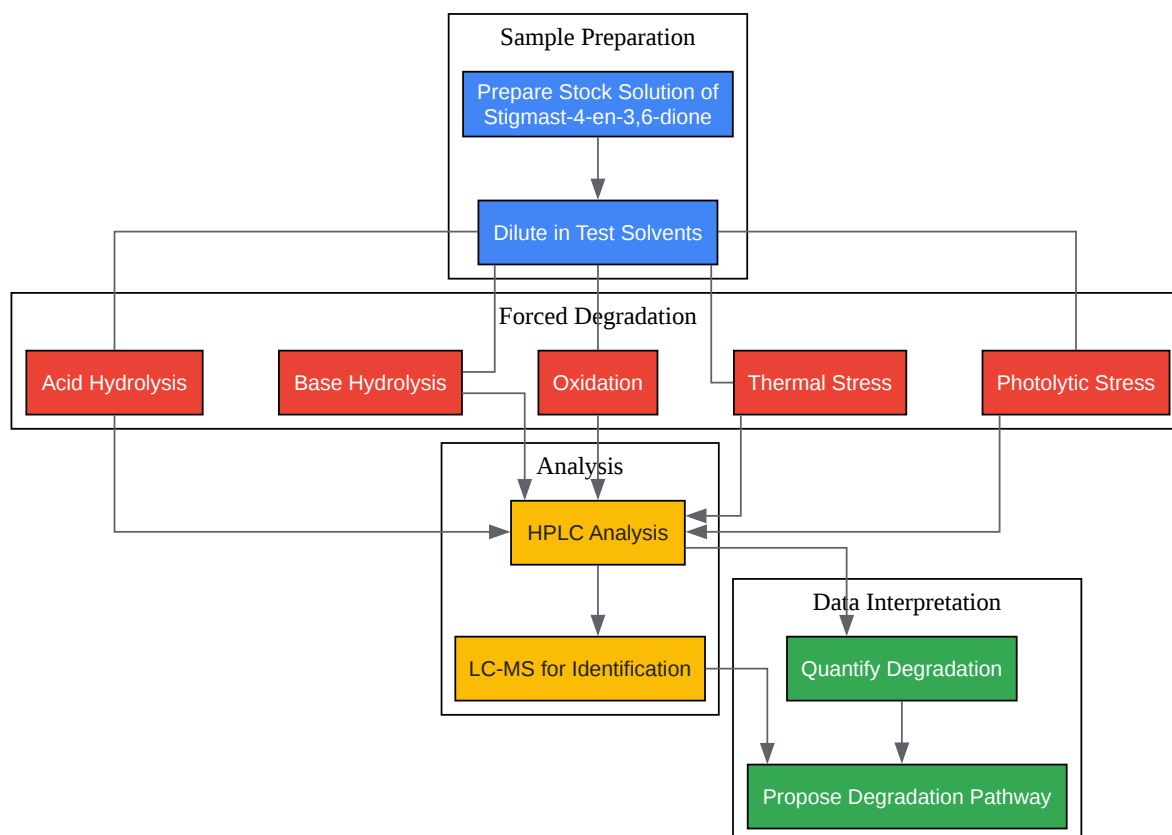 Sample Preparation
Prepare Stock Solution of
Stigmast-4-en-3,6-dione
Dilute in Test Solvents
Forced Degradation
Acid Hydrolysis
Base Hydrolysis
Oxidation
Thermal Stress
Photolytic Stress
Analysis
HPLC Analysis
Data Interpretation
LC-MS for Identification
Quantify Degradation
Propose Degradation Pathway